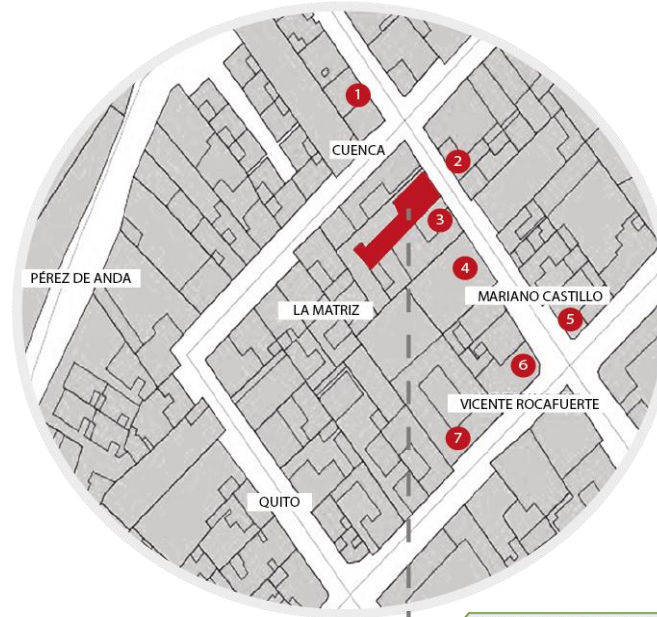 1
CUENCA
2
3
PÉREZ DE ANDA
4
MARIANO CASTILLO
LA MATRIZ
5
6
VICENTE ROCAFUERTE
7
QUITO